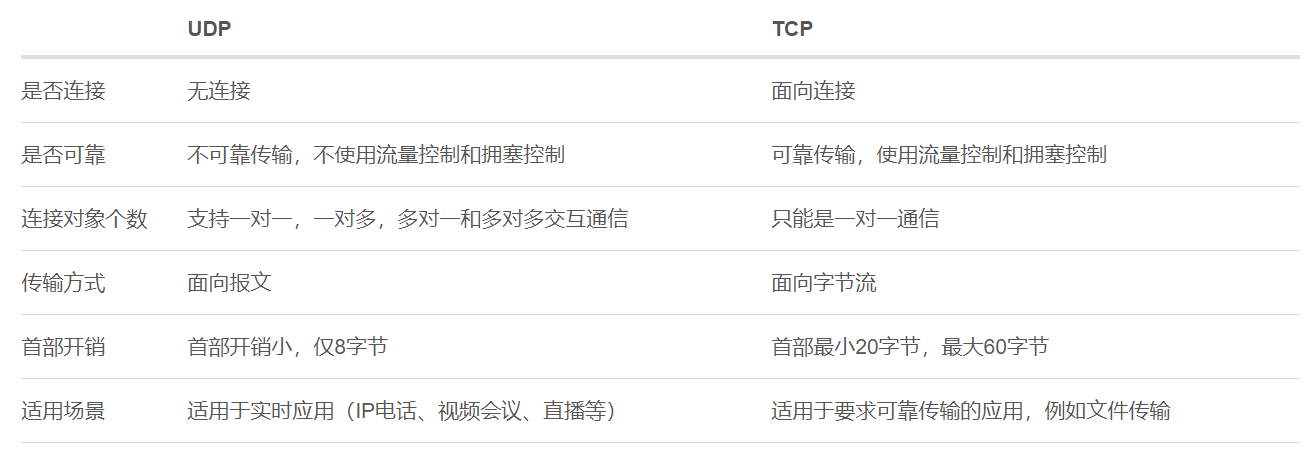 UDP TCP
是否连接 无连接 面向连接
是否可靠 不可靠传输，不使用流量控制和拥塞控制 可靠传输，使用流量控制和拥塞控制
连接对象个数 支持一对一，一对多，多对一和多对多交互通信 只能是一对一通信
传输方式 面向报文 面向字节流
首部开销 首部开销小，仅8字节 首部最小20字节，最大60字节
适用场景 适用于实时应用（IP电话、视频会议、直播等） 适用于要求可靠传输的应用，例如文件传输